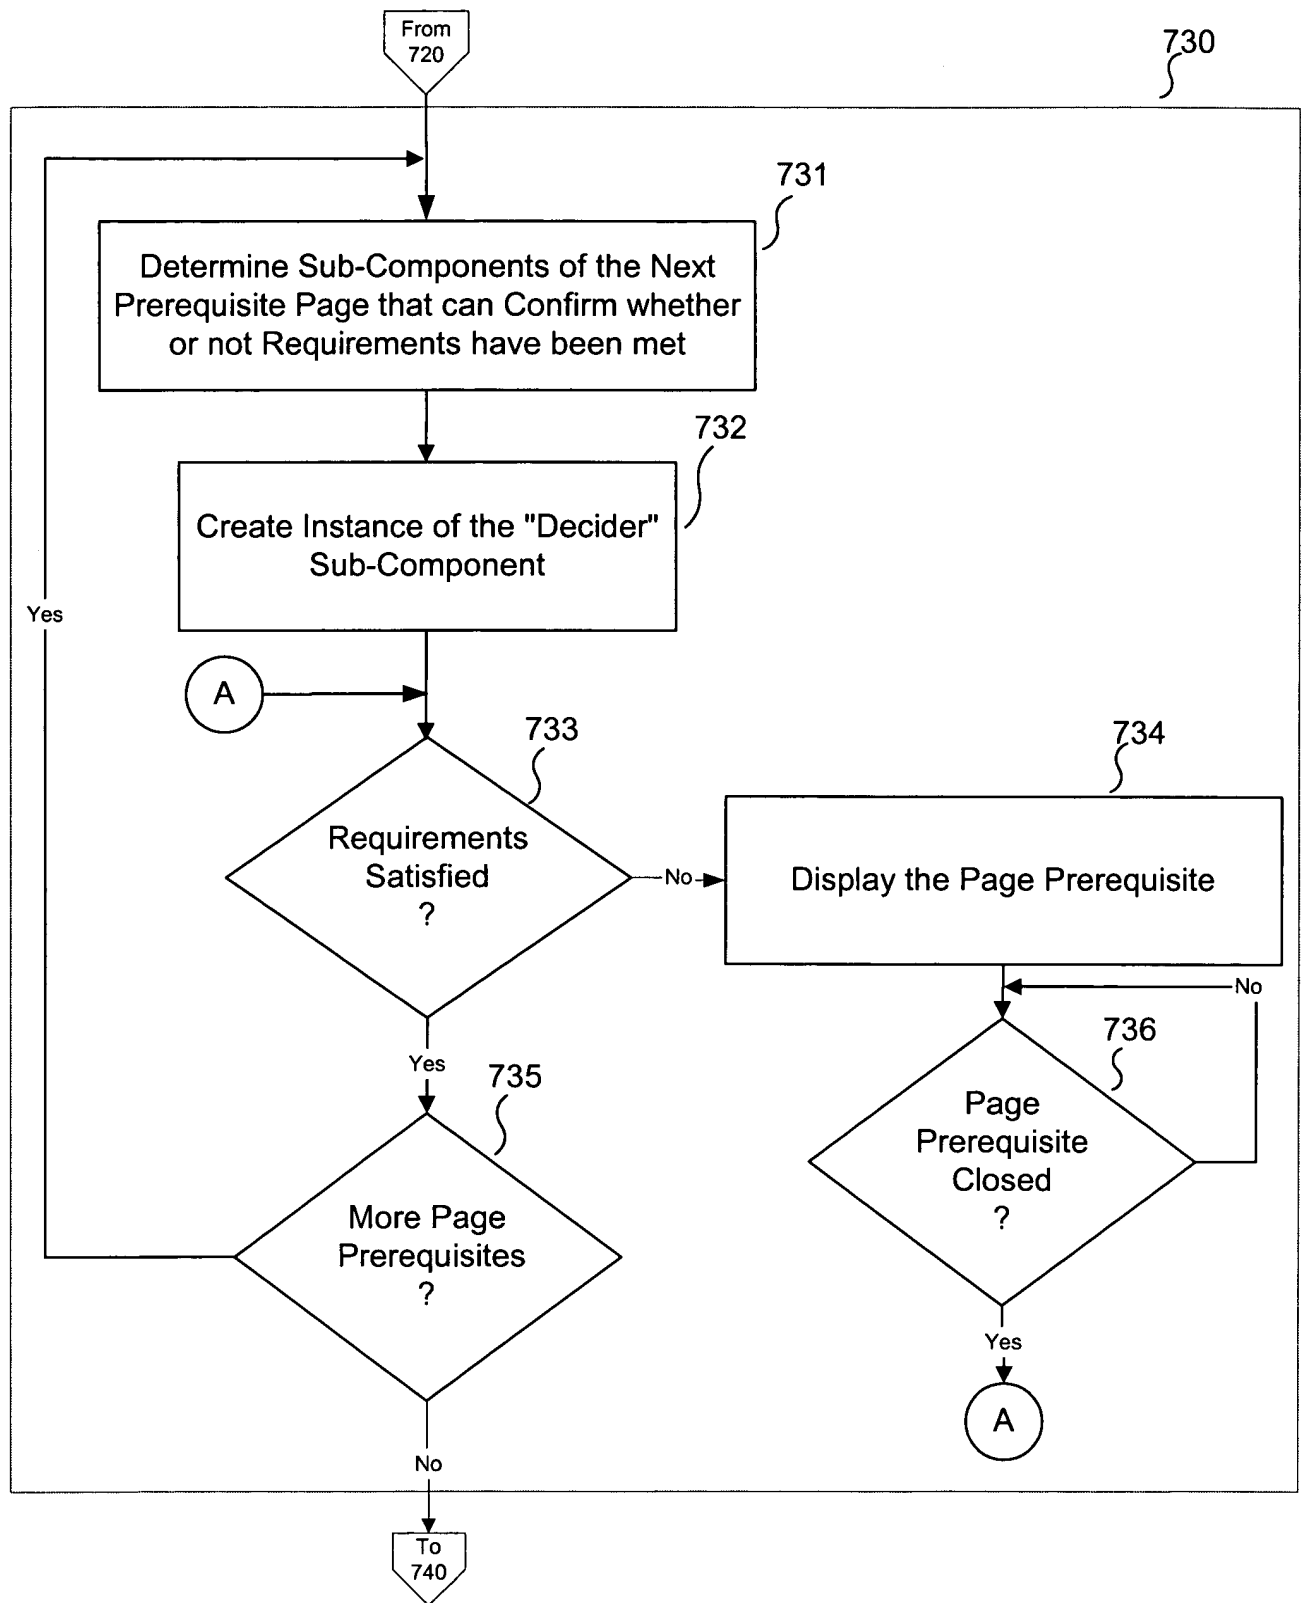 From
720
730
731
Determine Sub-Components of the Next
Prerequisite Page that can Confirm whether
or not Requirements have been met
732
Create Instance of the "Decider"
Sub-Component
Yes
A
733
Requirements
Satisfied
?
No
734
Display the Page Prerequisite
No
Yes
735
736
Page
Prerequisite
Closed
?
More Page
Prerequisites
?
Yes
A
No
To
740